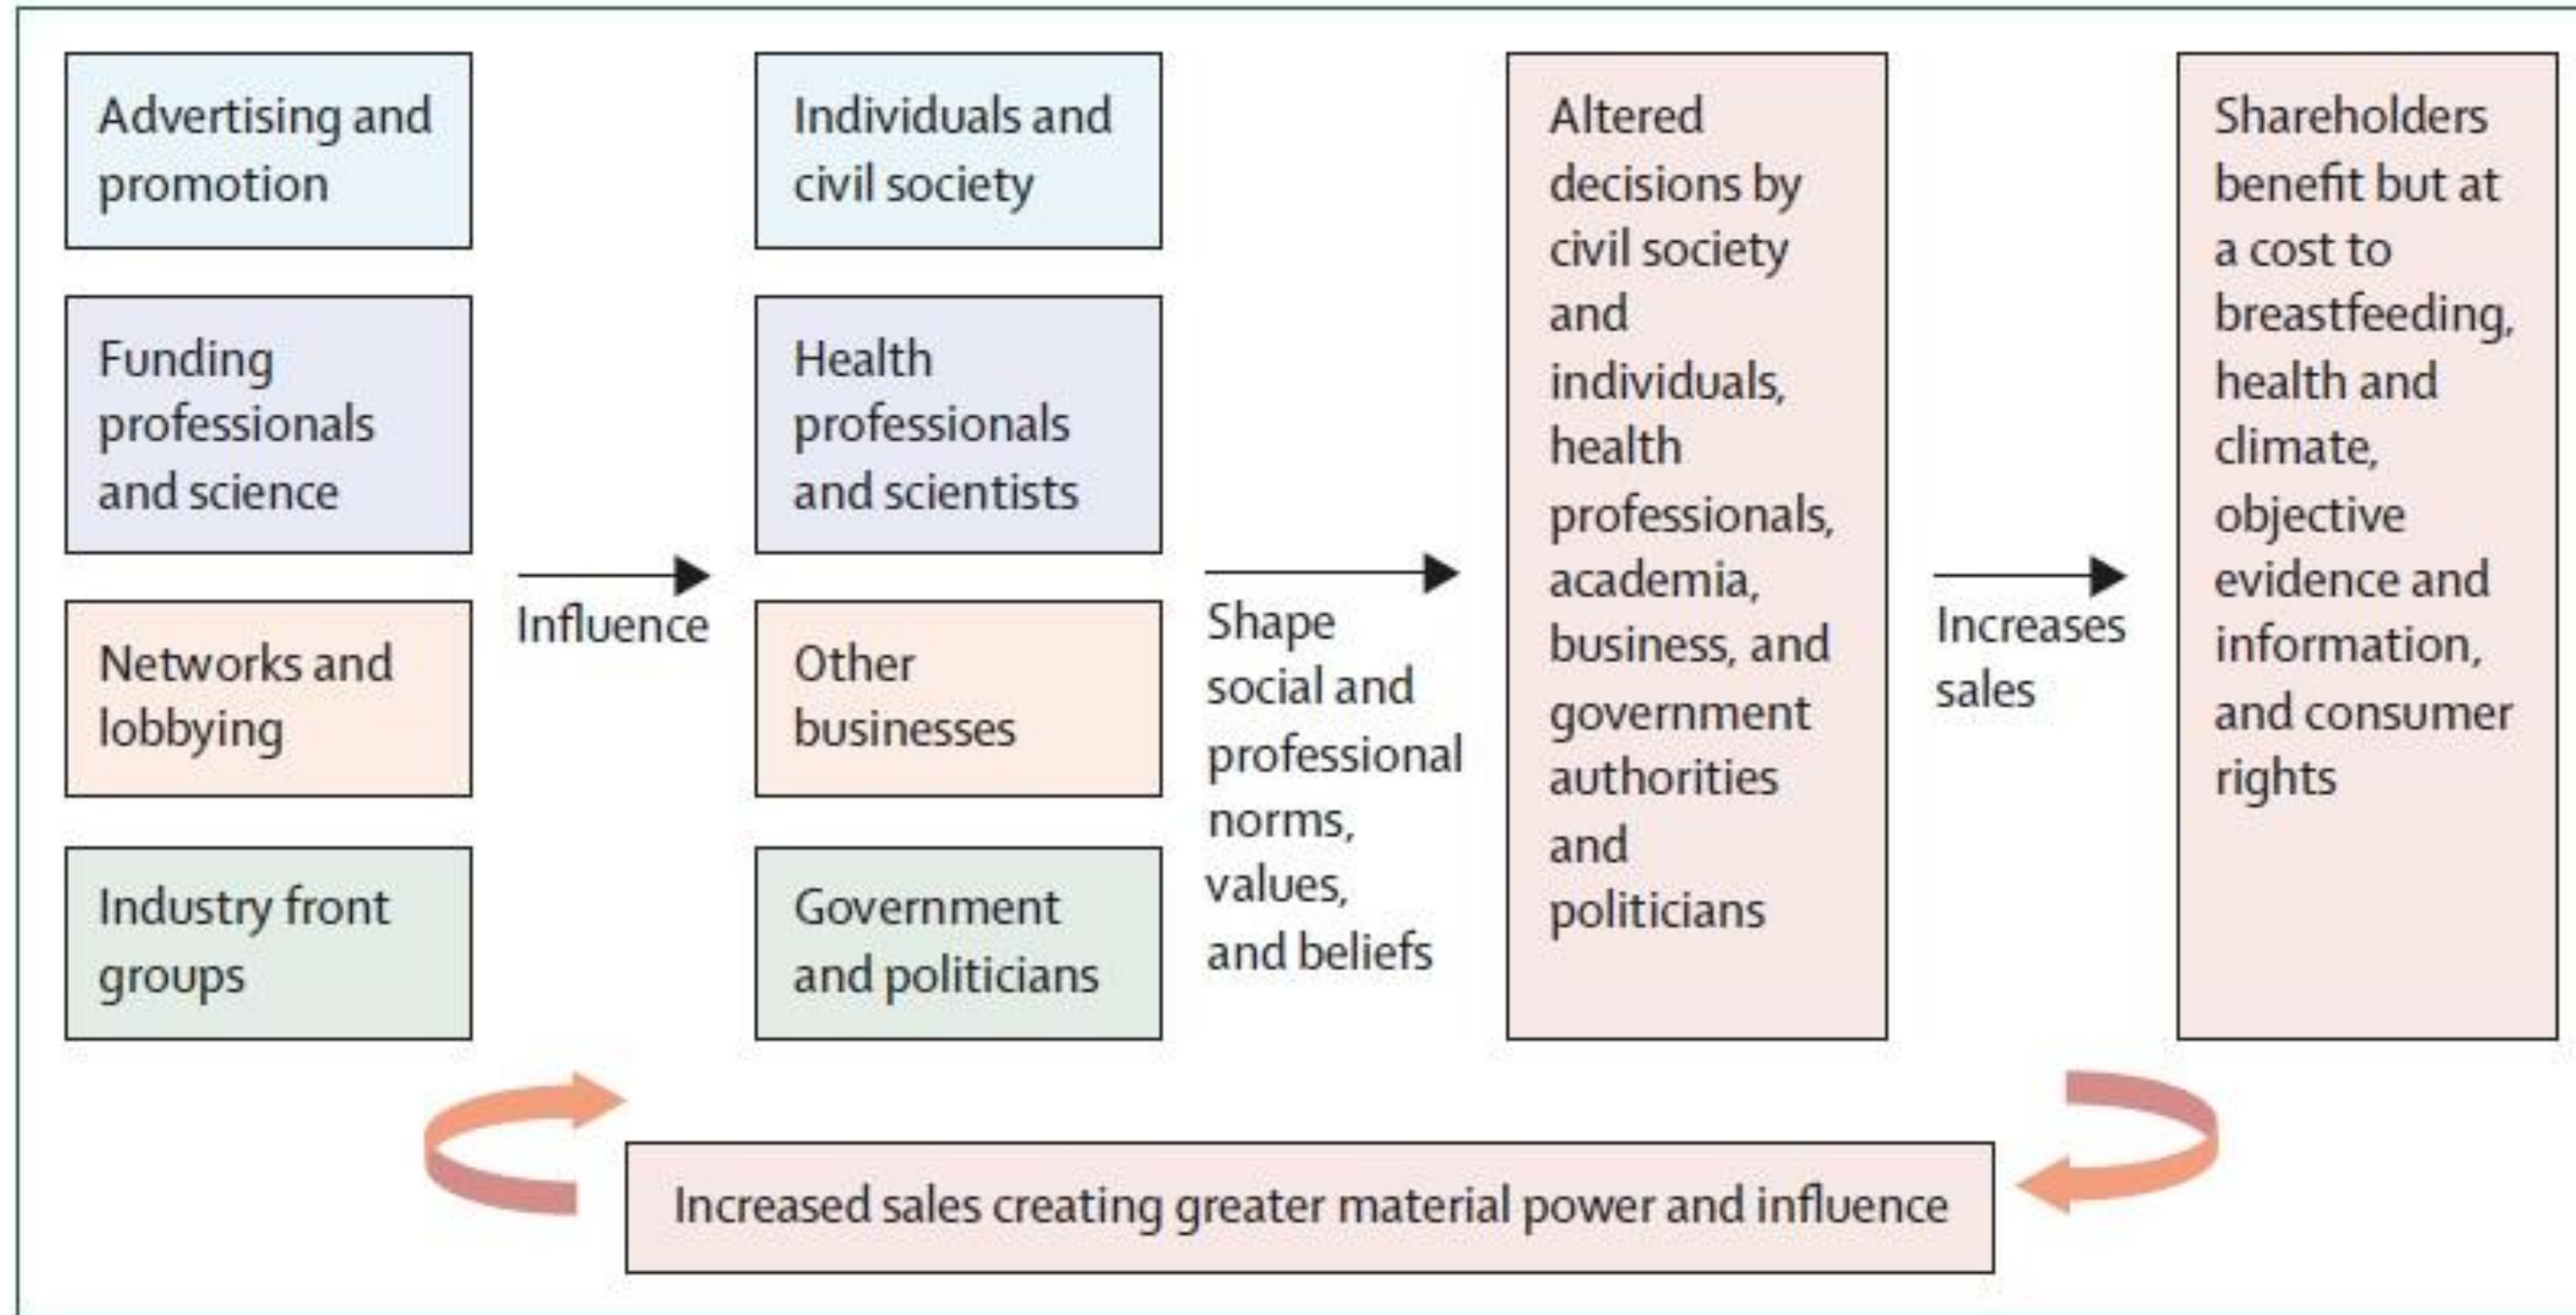 Advertising and
promotion
Funding
professionals
and science
Networks and
lobbying
Industry front
groups
Influence
Individuals and
civil society
Health
professionals
and scientists
Other
businesses
Government
and politicians
Shape
social and
professional
norms,
values,
and beliefs
Altered
decisions by
civil society
and
individuals,
health
professionals,
academia,
business, and
government
authorities
and
politicians
Increases
sales
Shareholders
benefit but at
a cost to
breastfeeding,
health and
climate,
objective
evidence and
information,
and consumer
rights
Increased sales creating greater material power and influence